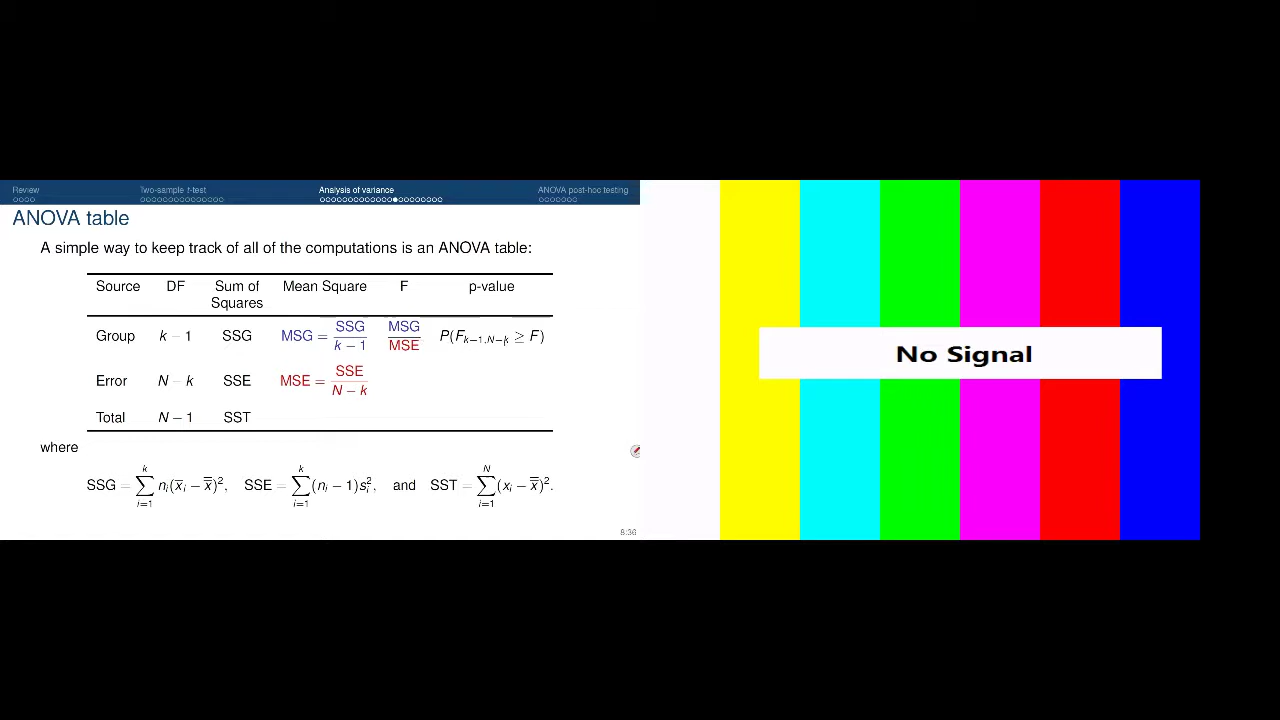 Review Two-sample t-test Analysis of variance ANOVA post-hoc testing
ANOVA table
A simple way to keep track of all of the computations is an ANOVA table:
Source DF Sum of Squares Mean Square F p-value
Group k − 1 SSG MSG = SSG / k − 1 MSG / MSE P(F_{k−1,N−k} ≥ F)
Error N − k SSE MSE = SSE / N − k
Total N − 1 SST
where
SSG = ∑_{i=1}^{k} n_i(x̄_i − x̿)², SSE = ∑_{i=1}^{k} (n_i − 1)s_i², and SST = ∑_{i=1}^{N} (x_i − x̿)².
8:36
No Signal